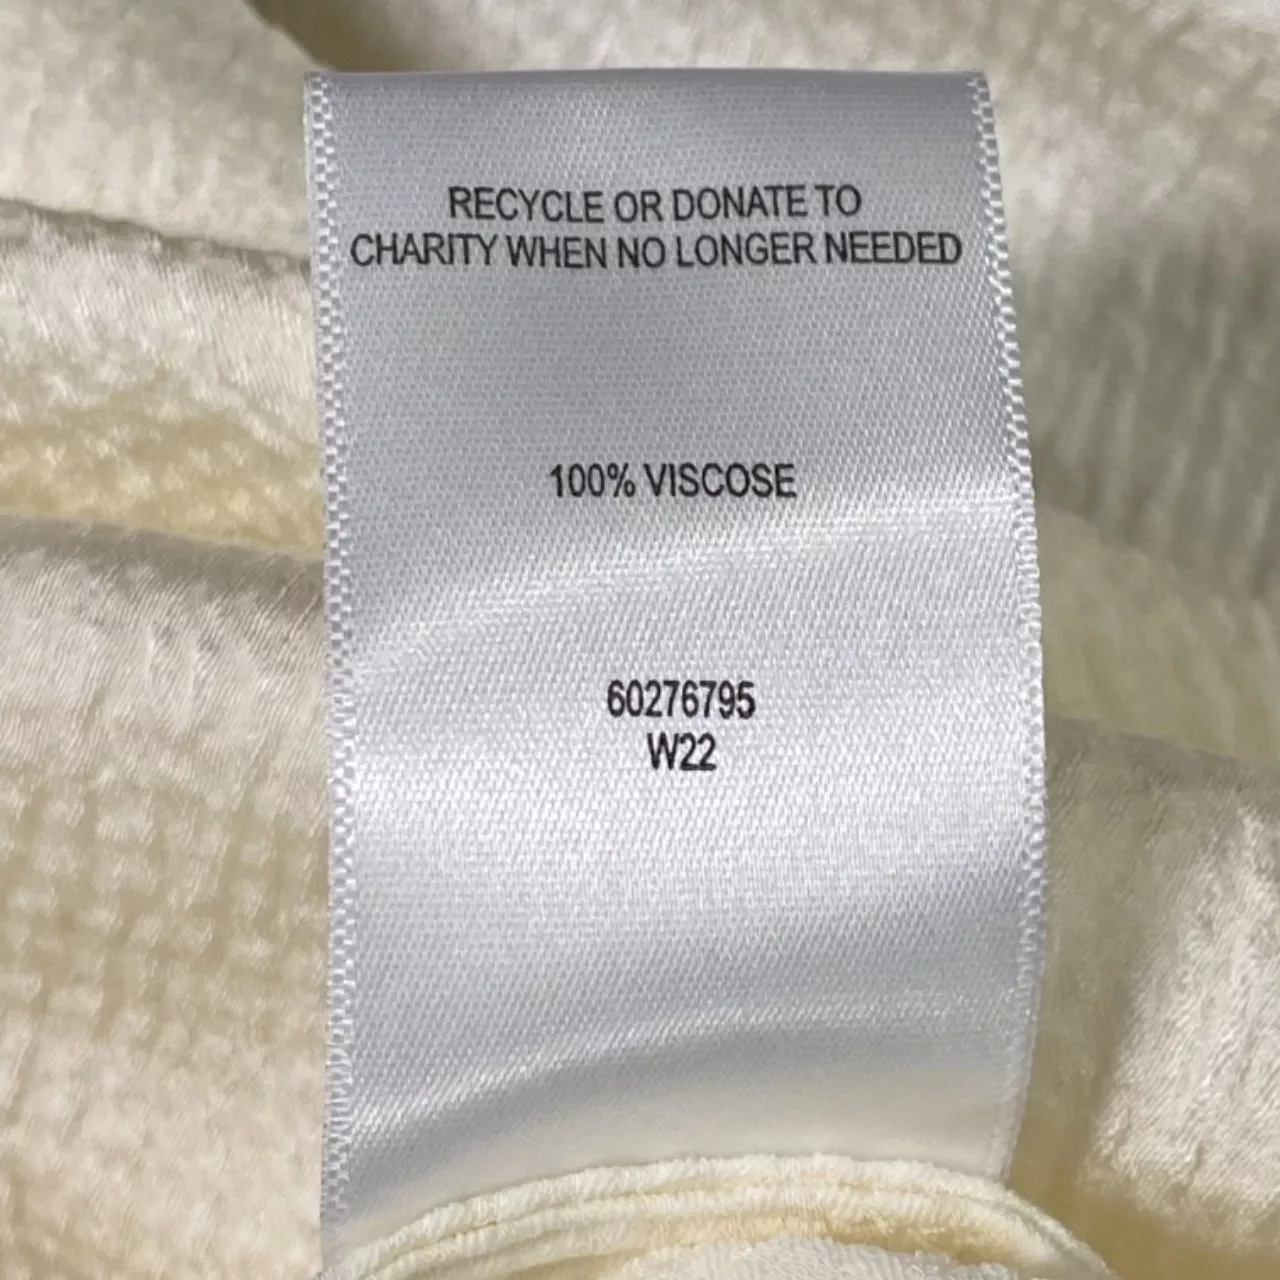 RECYCLE OR DONATE TO
CHARITY WHEN NO LONGER NEEDED
100% VISCOSE
60276795
W22